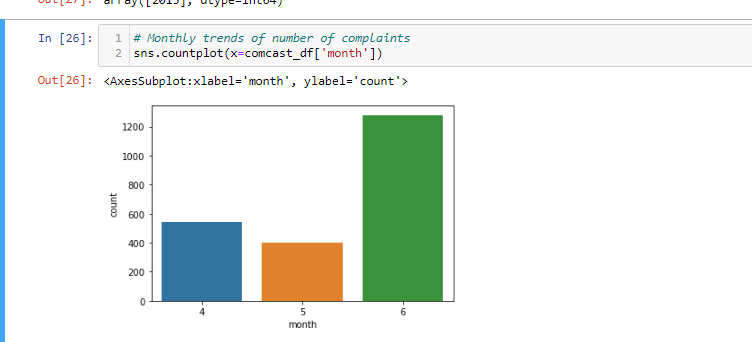 Out[27]: array([2015], dtype=int64)
In [26]: 1 # Monthly trends of number of complaints
2 sns.countplot(x=comcast_df['month'])
Out[26]: <AxesSubplot:xlabel='month', ylabel='count'>
1200
1000
800
600
400
200
0
count
4 5 6
month